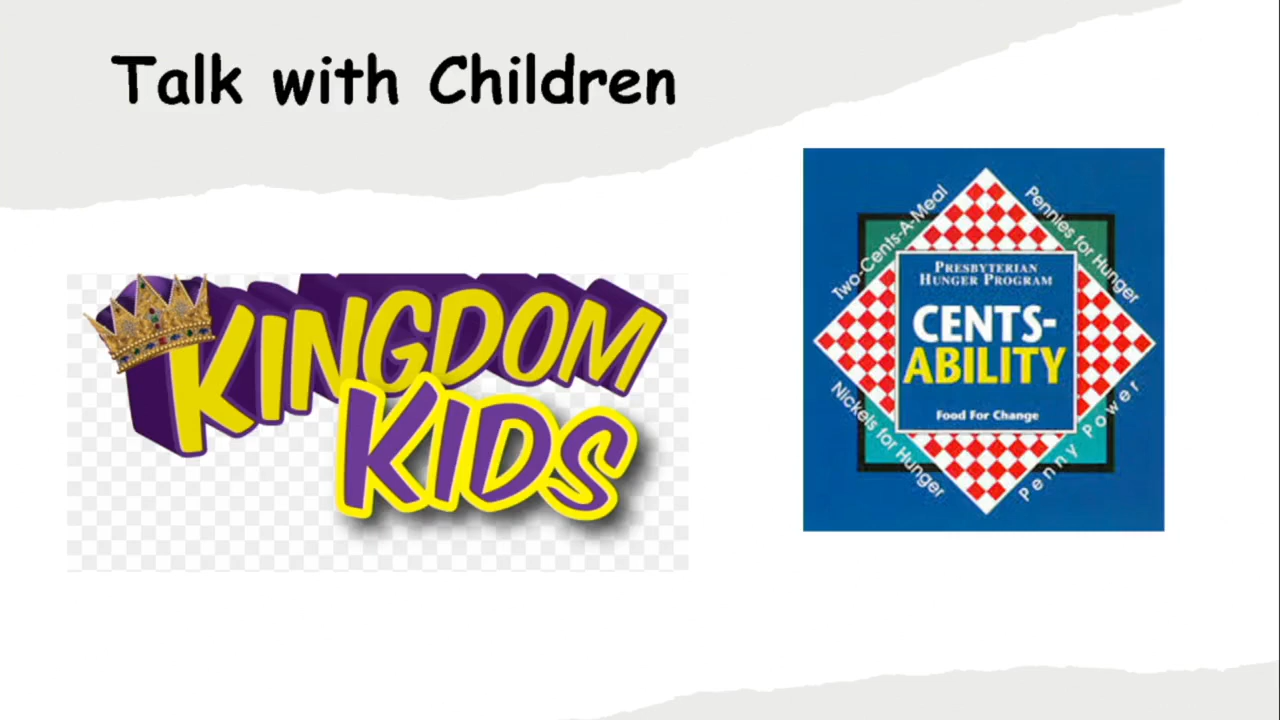 Talk with Children
KINGDOM
KIDS
Two-Cents-A-Meal
Pennies for Hunger
PRESBYTERIAN
HUNGER PROGRAM
CENTS-
ABILITY
Food For Change
Nickels for Hunger
Penny Power